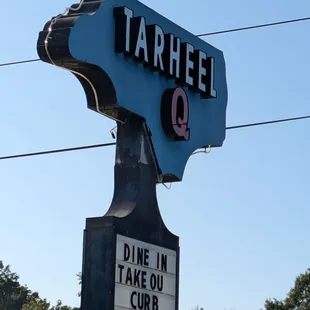 TARHEEL
Q
DINE IN
TAKE OU
CURB